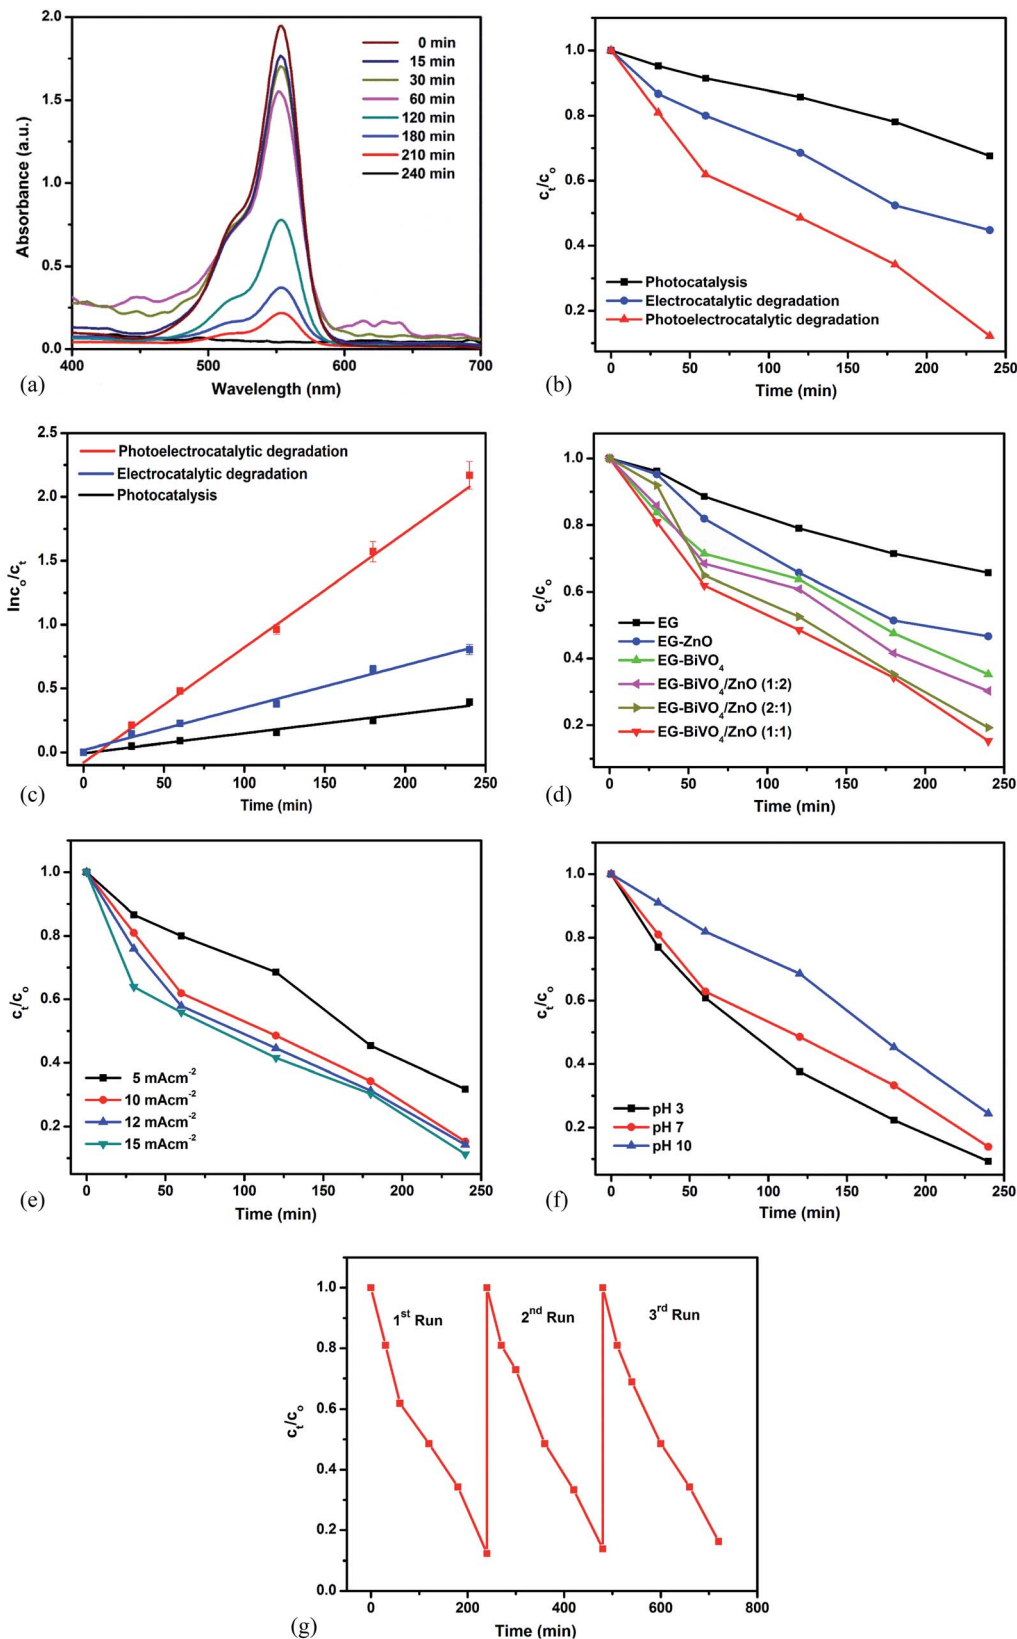 2.0
1.5
1.0
0.5
0.0
Absorbance (a.u.)
400
500
600
700
Wavelength (nm)
0 min
15 min
30 min
60 min
120 min
180 min
210 min
240 min
(a)
1.0
0.8
0.6
0.4
0.2
cₜ/cₒ
0
50
100
150
200
250
Time (min)
Photocatalysis
Electrocatalytic degradation
Photoelectrocatalytic degradation
(b)
2.5
2.0
1.5
1.0
0.5
0.0
lncₒ/cₜ
0
50
100
150
200
250
Time (min)
Photoelectrocatalytic degradation
Electrocatalytic degradation
Photocatalysis
(c)
1.0
0.8
0.6
0.4
0.2
cₜ/cₒ
0
50
100
150
200
250
Time (min)
EG
EG-ZnO
EG-BiVO₄
EG-BiVO₄/ZnO (1:2)
EG-BiVO₄/ZnO (2:1)
EG-BiVO₄/ZnO (1:1)
(d)
1.0
0.8
0.6
0.4
0.2
cₜ/cₒ
0
50
100
150
200
250
Time (min)
5 mAcm⁻²
10 mAcm⁻²
12 mAcm⁻²
15 mAcm⁻²
(e)
1.0
0.8
0.6
0.4
0.2
cₜ/cₒ
0
50
100
150
200
250
Time (min)
pH 3
pH 7
pH 10
(f)
1.0
0.8
0.6
0.4
0.2
0.0
cₜ/cₒ
0
200
400
600
800
Time (min)
1ˢᵗ Run
2ⁿᵈ Run
3ʳᵈ Run
(g)